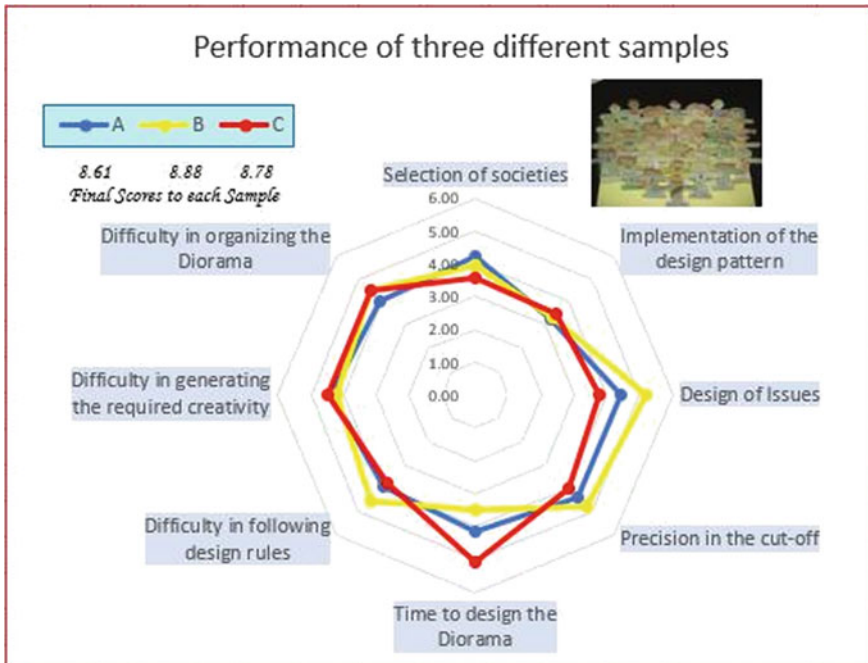 Performance of three different samples
A B C
8.61 8.88 8.78
Final Scores to each Sample
Selection of societies
Implementation of the
design pattern
Design of Issues
Precision in the cut-off
Time to design the
Diorama
Difficulty in following
design rules
Difficulty in generating
the required creativity
Difficulty in organizing the
Diorama
6.00
5.00
4.00
3.00
2.00
1.00
0.00